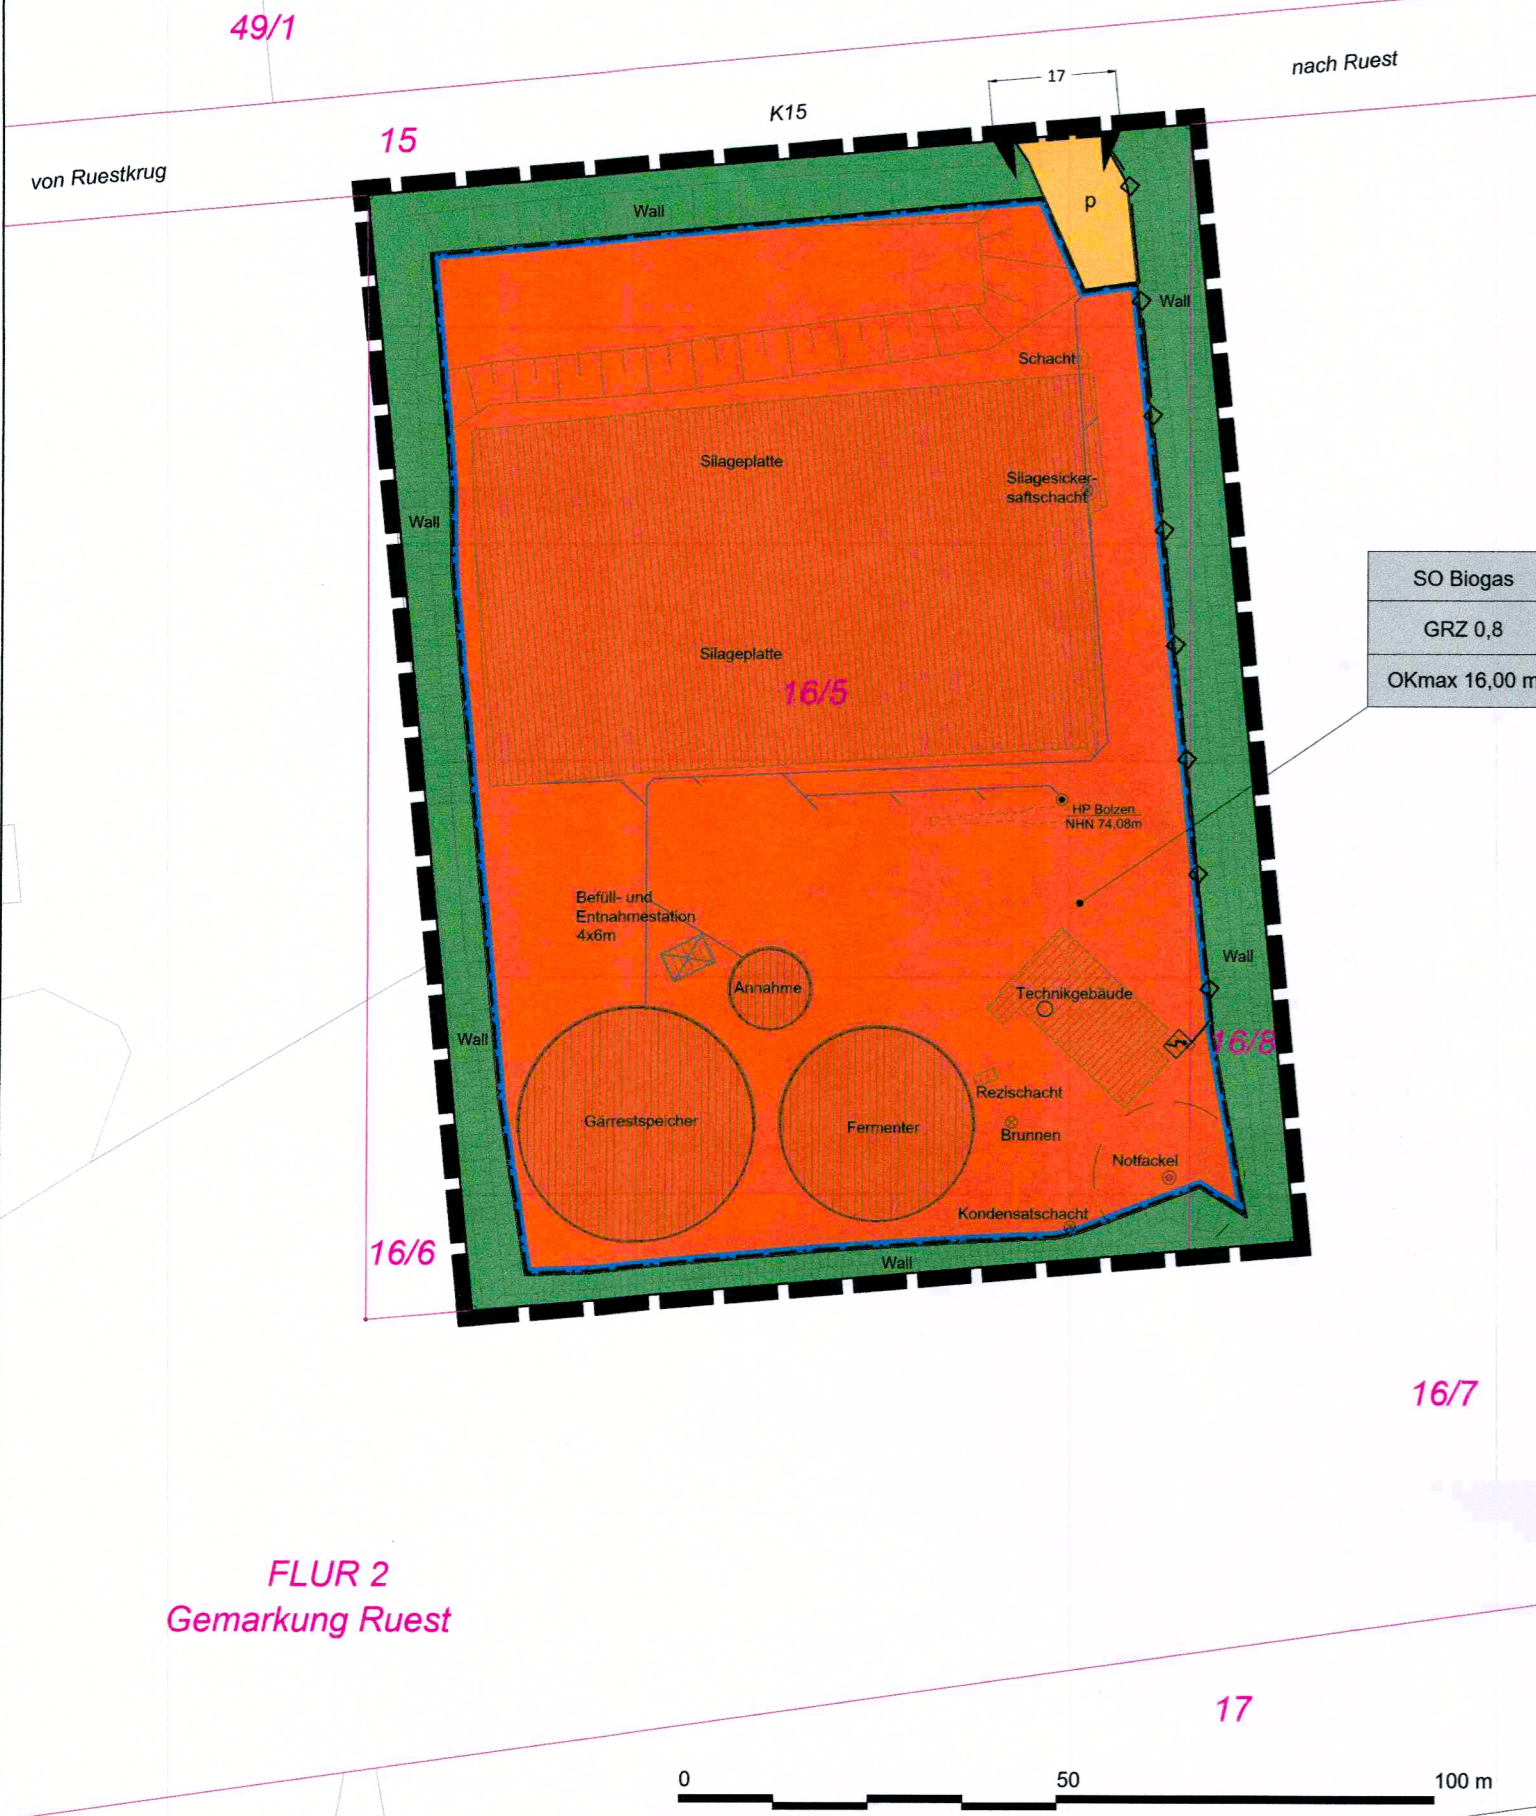 49/1
nach Ruest
17
K15
15
von Ruestkrug
p
Wall
Wall
Schacht
Silageplatte
Silagesicker-
saftschacht
Wall
SO Biogas
GRZ 0,8
OKmax 16,00 m
Silageplatte
16/5
HP Bolzen
NHN 74,08m
Befüll- und
Entnahmestation
4x6m
Wall
Annahme
Technikgebäude
Wall
16/8
Rezischacht
Gärrestspeicher
Fermenter
Brunnen
Notfackel
Kondensatschacht
16/6
Wall
16/7
FLUR 2
Gemarkung Ruest
17
0 50 100 m